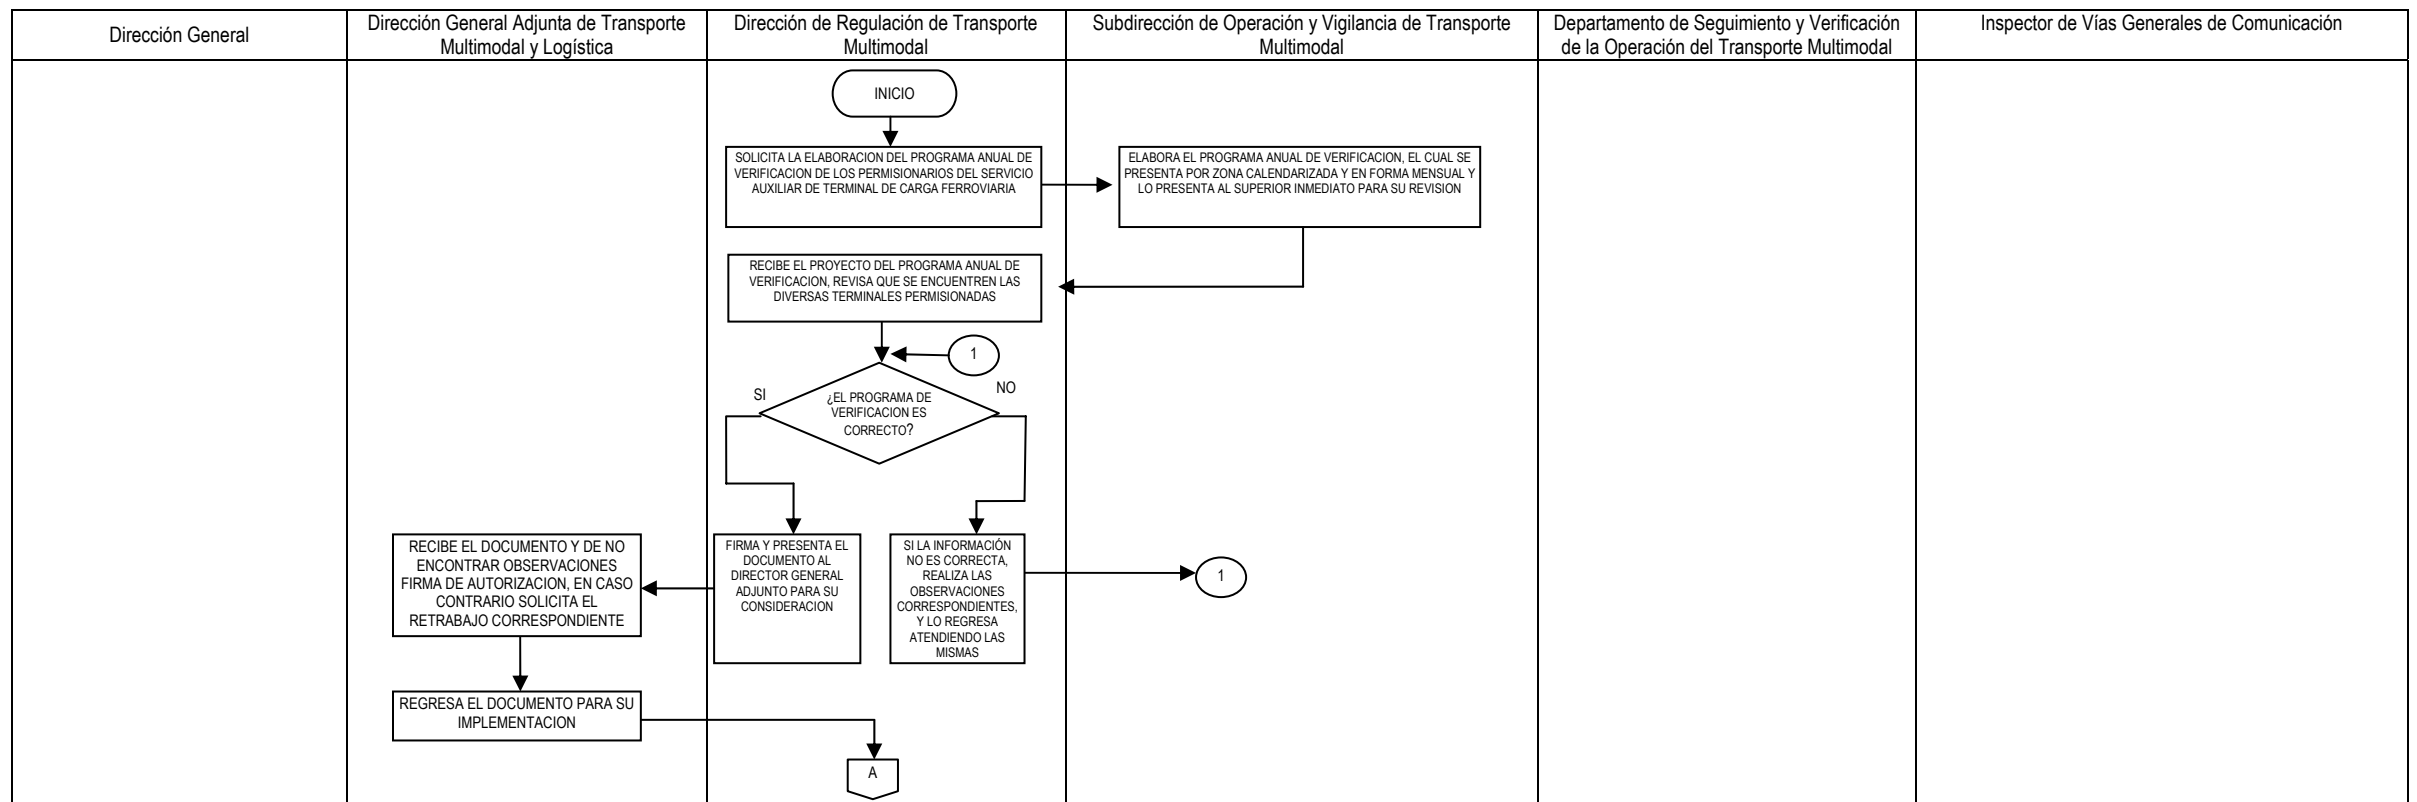 Dirección General
Dirección General Adjunta de Transporte
Multimodal y Logística
Dirección de Regulación de Transporte
Multimodal
Subdirección de Operación y Vigilancia de Transporte
Multimodal
Departamento de Seguimiento y Verificación
de la Operación del Transporte Multimodal
Inspector de Vías Generales de Comunicación
INICIO
SOLICITA LA ELABORACION DEL PROGRAMA ANUAL DE
VERIFICACION DE LOS PERMISIONARIOS DEL SERVICIO
AUXILIAR DE TERMINAL DE CARGA FERROVIARIA
ELABORA EL PROGRAMA ANUAL DE VERIFICACION, EL CUAL SE
PRESENTA POR ZONA CALENDARIZADA Y EN FORMA MENSUAL Y
LO PRESENTA AL SUPERIOR INMEDIATO PARA SU REVISION
RECIBE EL PROYECTO DEL PROGRAMA ANUAL DE
VERIFICACION, REVISA QUE SE ENCUENTREN LAS
DIVERSAS TERMINALES PERMISIONADAS
1
SI
NO
¿EL PROGRAMA DE
VERIFICACION ES
CORRECTO?
RECIBE EL DOCUMENTO Y DE NO
ENCONTRAR OBSERVACIONES
FIRMA DE AUTORIZACION, EN CASO
CONTRARIO SOLICITA EL
RETRABAJO CORRESPONDIENTE
FIRMA Y PRESENTA EL
DOCUMENTO AL
DIRECTOR GENERAL
ADJUNTO PARA SU
CONSIDERACION
SI LA INFORMACIÓN
NO ES CORRECTA,
REALIZA LAS
OBSERVACIONES
CORRESPONDIENTES,
Y LO REGRESA
ATENDIENDO LAS
MISMAS
1
REGRESA EL DOCUMENTO PARA SU
IMPLEMENTACION
A